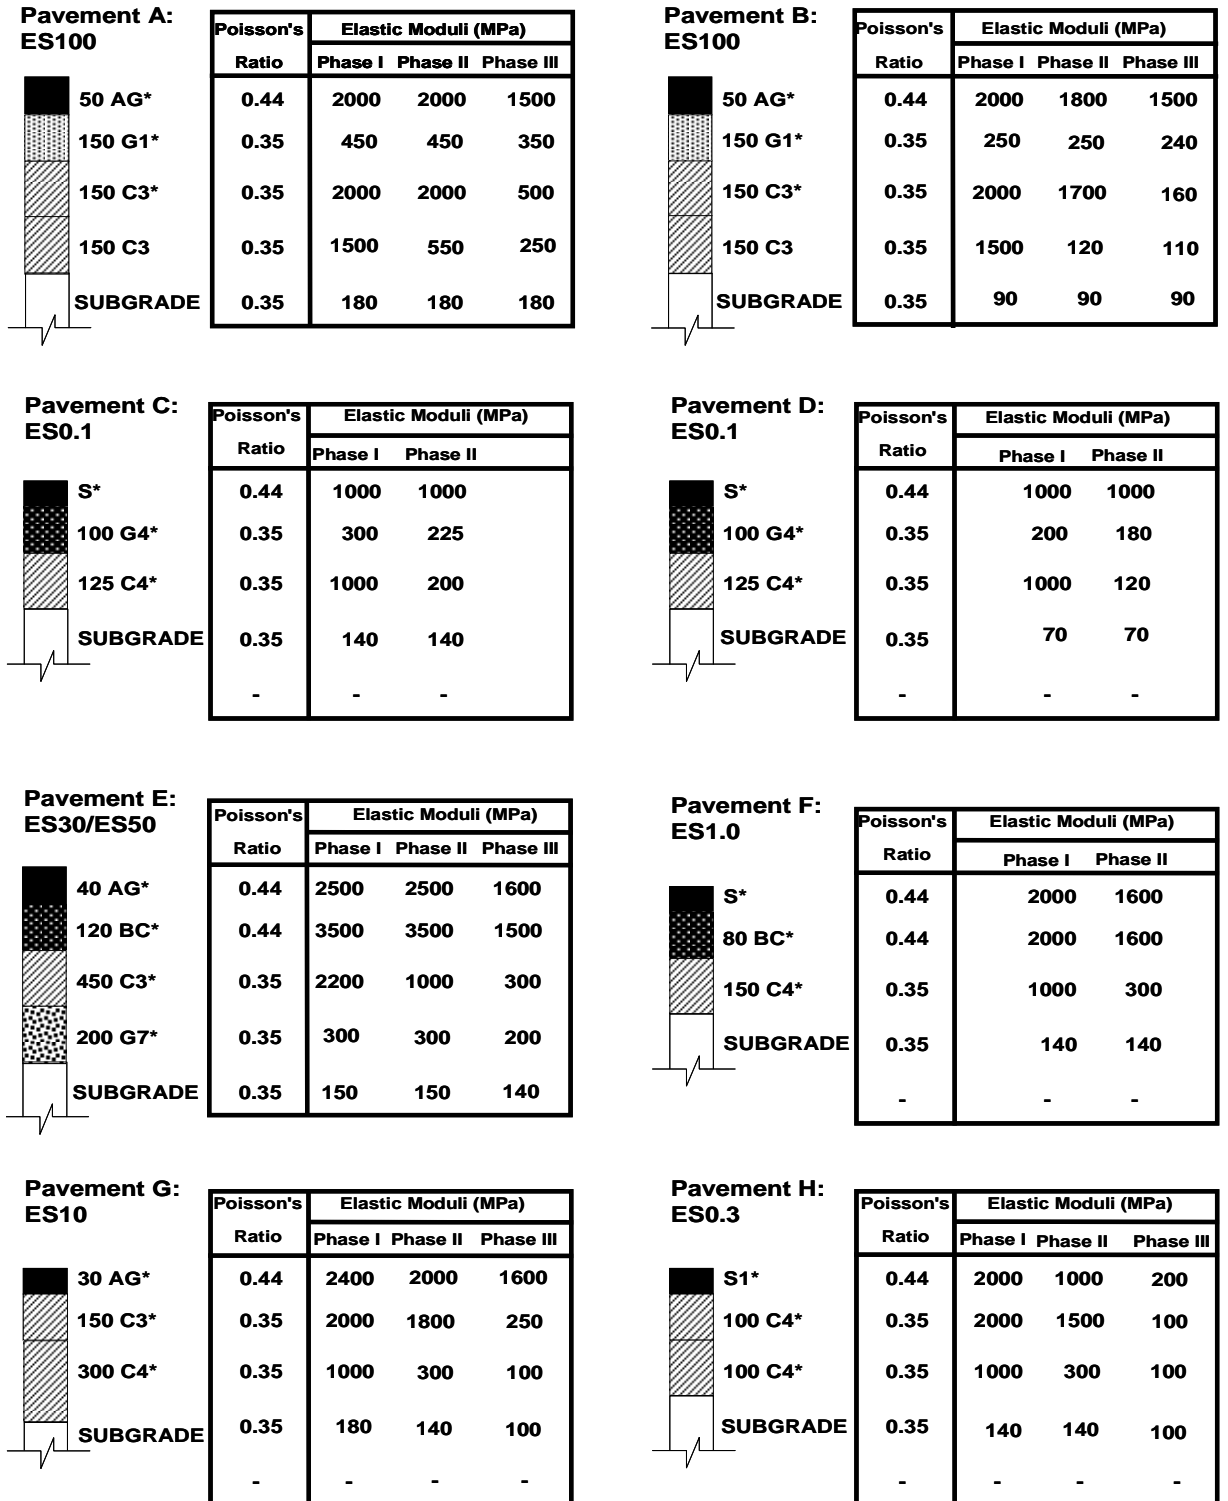 Pavement A:
ES100
Poisson's Elastic Moduli (MPa)
Ratio Phase I Phase II Phase III
50 AG* 0.44 2000 2000 1500
150 G1* 0.35 450 450 350
150 C3* 0.35 2000 2000 500
150 C3 0.35 1500 550 250
SUBGRADE 0.35 180 180 180
Pavement B:
ES100
Poisson's Elastic Moduli (MPa)
Ratio Phase I Phase II Phase III
50 AG* 0.44 2000 1800 1500
150 G1* 0.35 250 250 240
150 C3* 0.35 2000 1700 160
150 C3 0.35 1500 120 110
SUBGRADE 0.35 90 90 90
Pavement C:
ES0.1
Poisson's Elastic Moduli (MPa)
Ratio Phase I Phase II
S* 0.44 1000 1000
100 G4* 0.35 300 225
125 C4* 0.35 1000 200
SUBGRADE 0.35 140 140
- - -
Pavement D:
ES0.1
Poisson's Elastic Moduli (MPa)
Ratio Phase I Phase II
S* 0.44 1000 1000
100 G4* 0.35 200 180
125 C4* 0.35 1000 120
SUBGRADE 0.35 70 70
- - -
Pavement E:
ES30/ES50
Poisson's Elastic Moduli (MPa)
Ratio Phase I Phase II Phase III
40 AG* 0.44 2500 2500 1600
120 BC* 0.44 3500 3500 1500
450 C3* 0.35 2200 1000 300
200 G7* 0.35 300 300 200
SUBGRADE 0.35 150 150 140
Pavement F:
ES1.0
Poisson's Elastic Moduli (MPa)
Ratio Phase I Phase II
S* 0.44 2000 1600
80 BC* 0.44 2000 1600
150 C4* 0.35 1000 300
SUBGRADE 0.35 140 140
- - -
Pavement G:
ES10
Poisson's Elastic Moduli (MPa)
Ratio Phase I Phase II Phase III
30 AG* 0.44 2400 2000 1600
150 C3* 0.35 2000 1800 250
300 C4* 0.35 1000 300 100
SUBGRADE 0.35 180 140 100
- - - -
Pavement H:
ES0.3
Poisson's Elastic Moduli (MPa)
Ratio Phase I Phase II Phase III
S1* 0.44 2000 1000 200
100 C4* 0.35 2000 1500 100
100 C4* 0.35 1000 300 100
SUBGRADE 0.35 140 140 100
- - - -